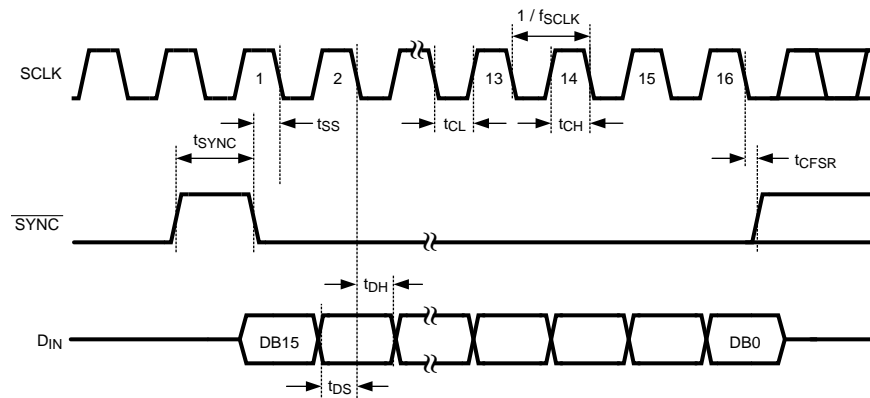 1 / fSCLK
SCLK
1
2
13
14
15
16
tSS
tCL
tCH
tSYNC
tCFSR
SYNC
tDH
DIN
DB15
DB0
tDS